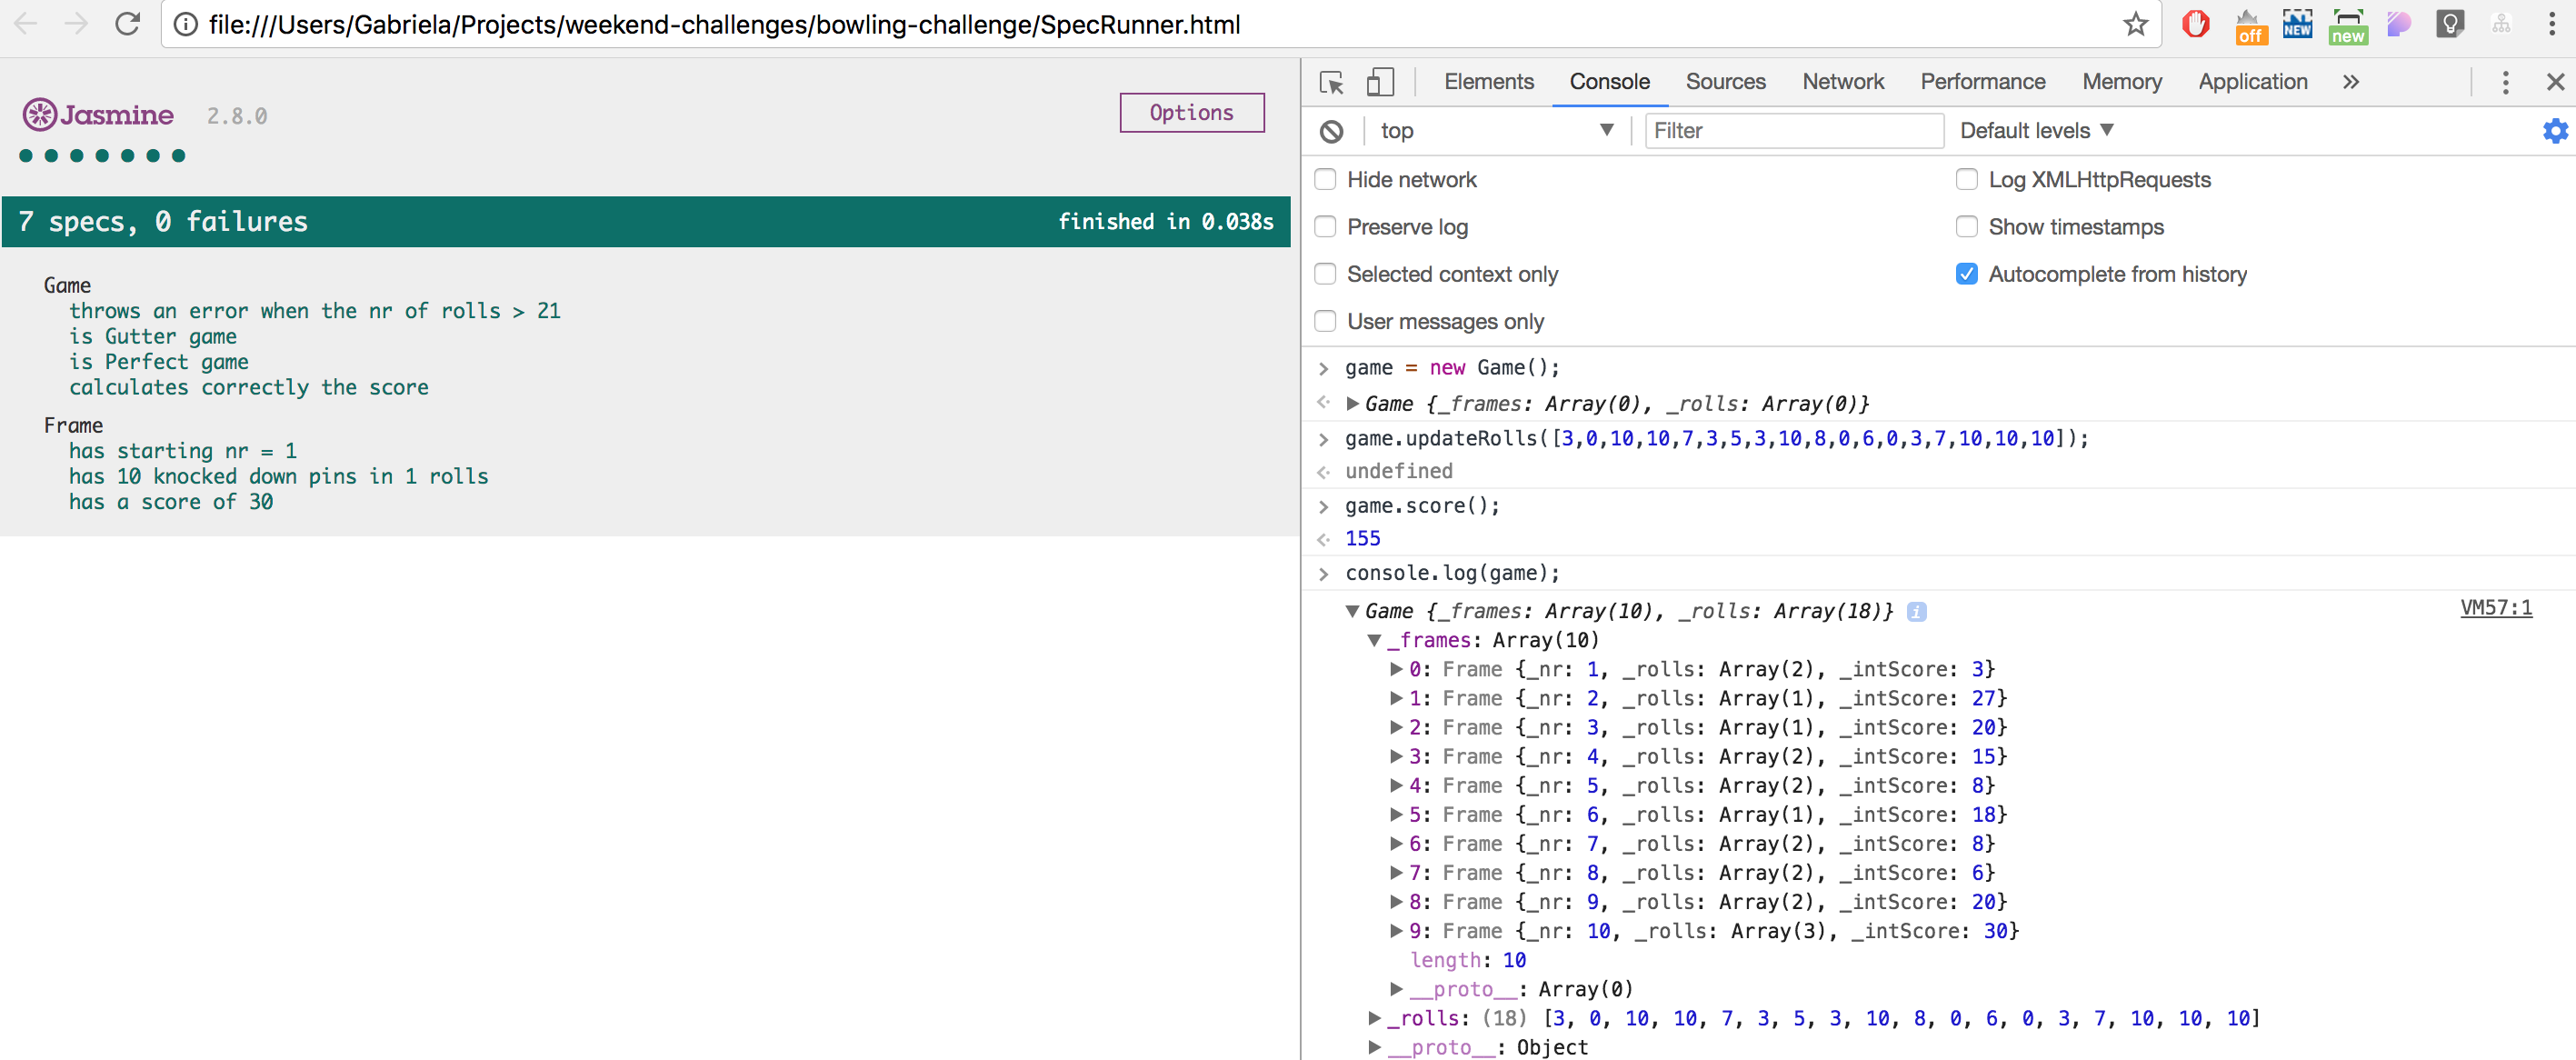 file:///Users/Gabriela/Projects/weekend-challenges/bowling-challenge/SpecRunner.html
off
NEW
new
Jasmine 2.8.0
Options
7 specs, 0 failures
finished in 0.038s
Game
throws an error when the nr of rolls > 21
is Gutter game
is Perfect game
calculates correctly the score
Frame
has starting nr = 1
has 10 knocked down pins in 1 rolls
has a score of 30
Elements Console Sources Network Performance Memory Application »
top Filter Default levels
Hide network Log XMLHttpRequests
Preserve log Show timestamps
Selected context only Autocomplete from history
User messages only
game = new Game();
Game {_frames: Array(0), _rolls: Array(0)}
game.updateRolls([3,0,10,10,7,3,5,3,10,8,0,6,0,3,7,10,10,10]);
undefined
game.score();
155
console.log(game);
Game {_frames: Array(10), _rolls: Array(18)} i VM57:1
_frames: Array(10)
0: Frame {_nr: 1, _rolls: Array(2), _intScore: 3}
1: Frame {_nr: 2, _rolls: Array(1), _intScore: 27}
2: Frame {_nr: 3, _rolls: Array(1), _intScore: 20}
3: Frame {_nr: 4, _rolls: Array(2), _intScore: 15}
4: Frame {_nr: 5, _rolls: Array(2), _intScore: 8}
5: Frame {_nr: 6, _rolls: Array(1), _intScore: 18}
6: Frame {_nr: 7, _rolls: Array(2), _intScore: 8}
7: Frame {_nr: 8, _rolls: Array(2), _intScore: 6}
8: Frame {_nr: 9, _rolls: Array(2), _intScore: 20}
9: Frame {_nr: 10, _rolls: Array(3), _intScore: 30}
length: 10
__proto__: Array(0)
_rolls: (18) [3, 0, 10, 10, 7, 3, 5, 3, 10, 8, 0, 6, 0, 3, 7, 10, 10, 10]
__proto__: Object